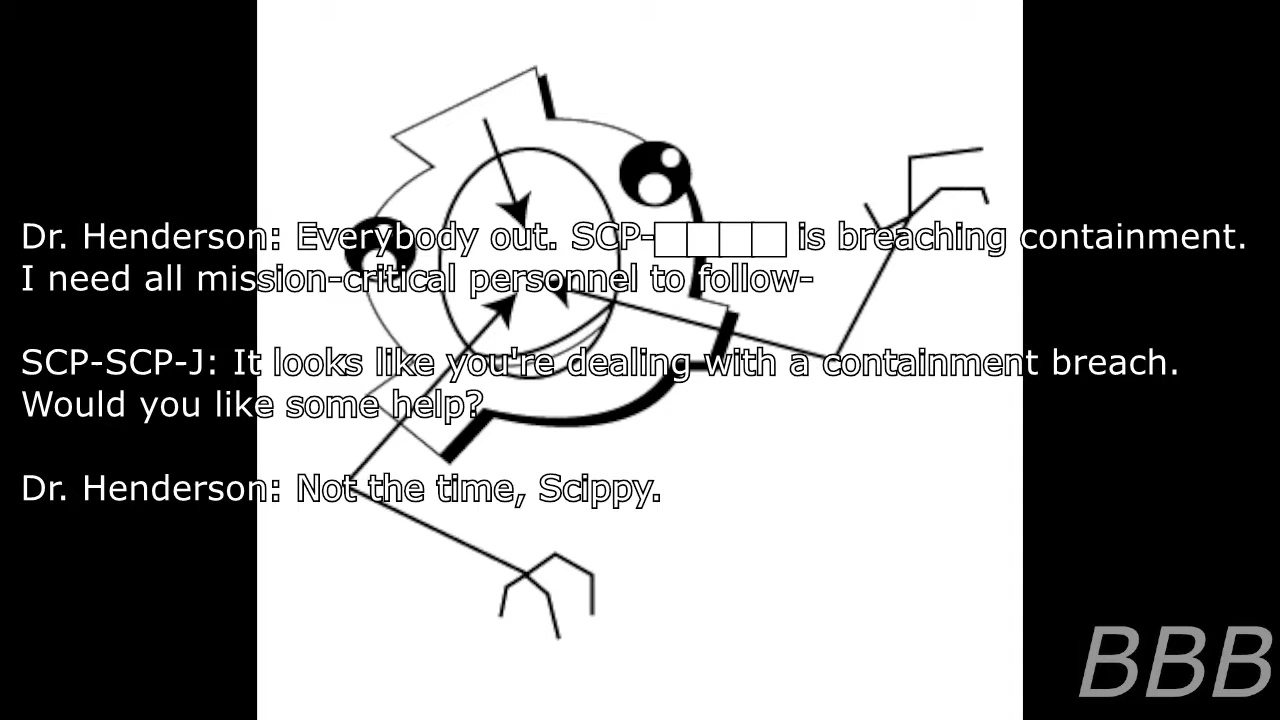 Dr. Henderson: Everybody out. SCP-□□□□ is breaching containment.
I need all mission-critical personnel to follow-
SCP-SCP-J: It looks like you're dealing with a containment breach.
Would you like some help?
Dr. Henderson: Not the time, Scippy.
BBB